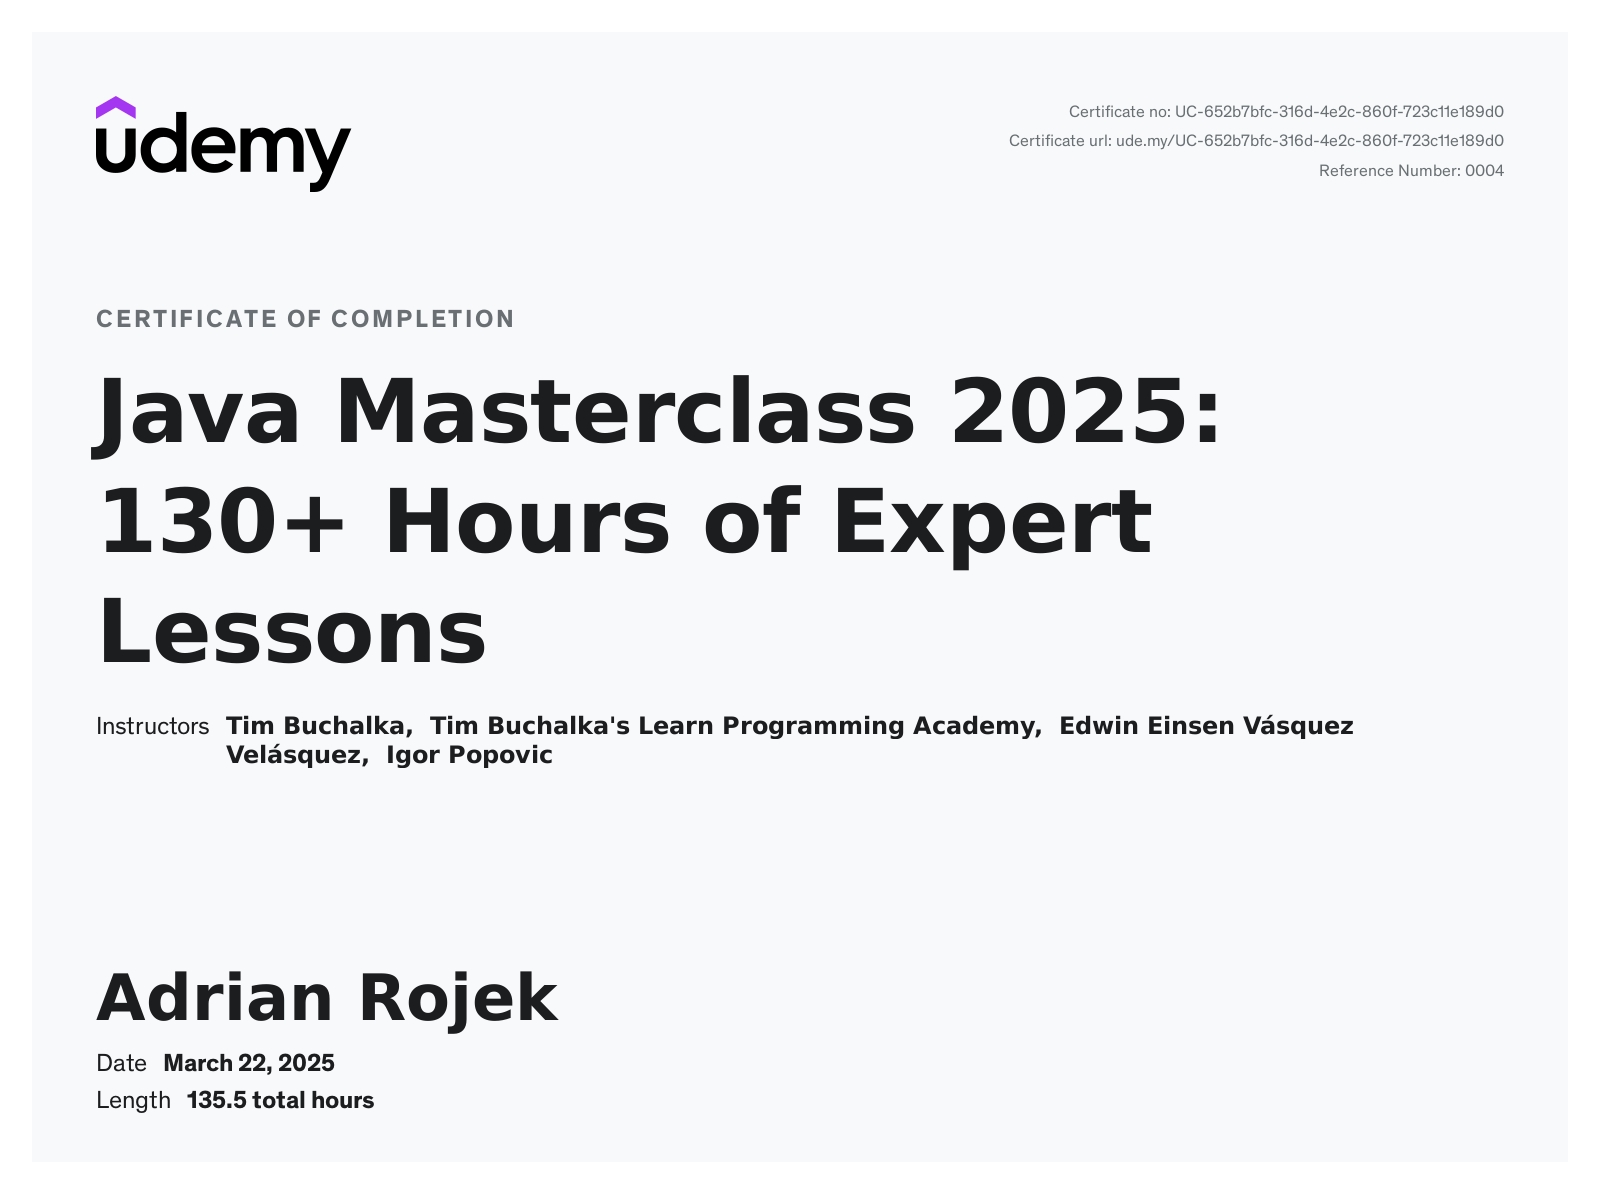 udemy
Certificate no: UC-652b7bfc-316d-4e2c-860f-723c11e189d0
Certificate url: ude.my/UC-652b7bfc-316d-4e2c-860f-723c11e189d0
Reference Number: 0004
CERTIFICATE OF COMPLETION
Java Masterclass 2025:
130+ Hours of Expert
Lessons
Instructors Tim Buchalka, Tim Buchalka's Learn Programming Academy, Edwin Einsen Vásquez
Velásquez, Igor Popovic
Adrian Rojek
Date March 22, 2025
Length 135.5 total hours